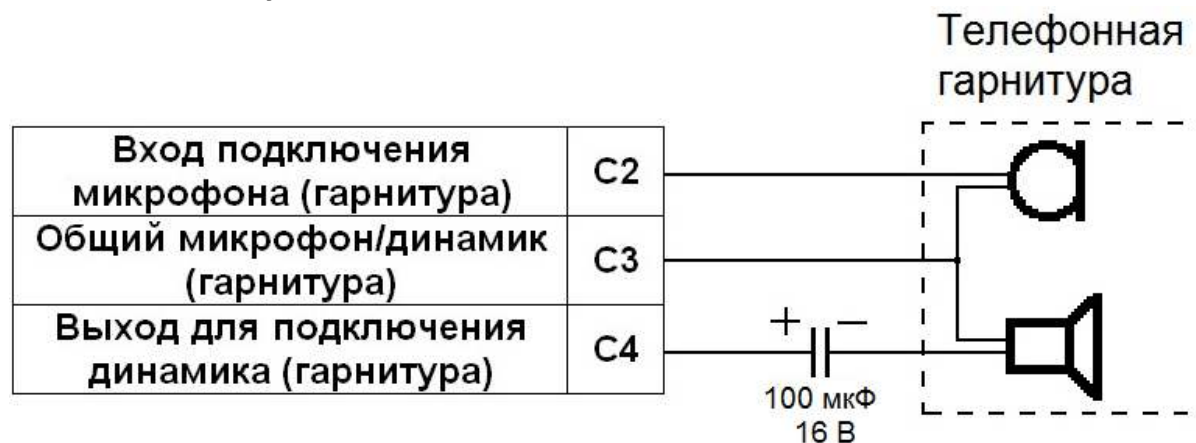 Телефонная
гарнитура
Вход подключения
микрофона (гарнитура)
C2
Общий микрофон/динамик
(гарнитура)
C3
Выход для подключения
динамика (гарнитура)
C4
+ —
100 мкФ
16 В